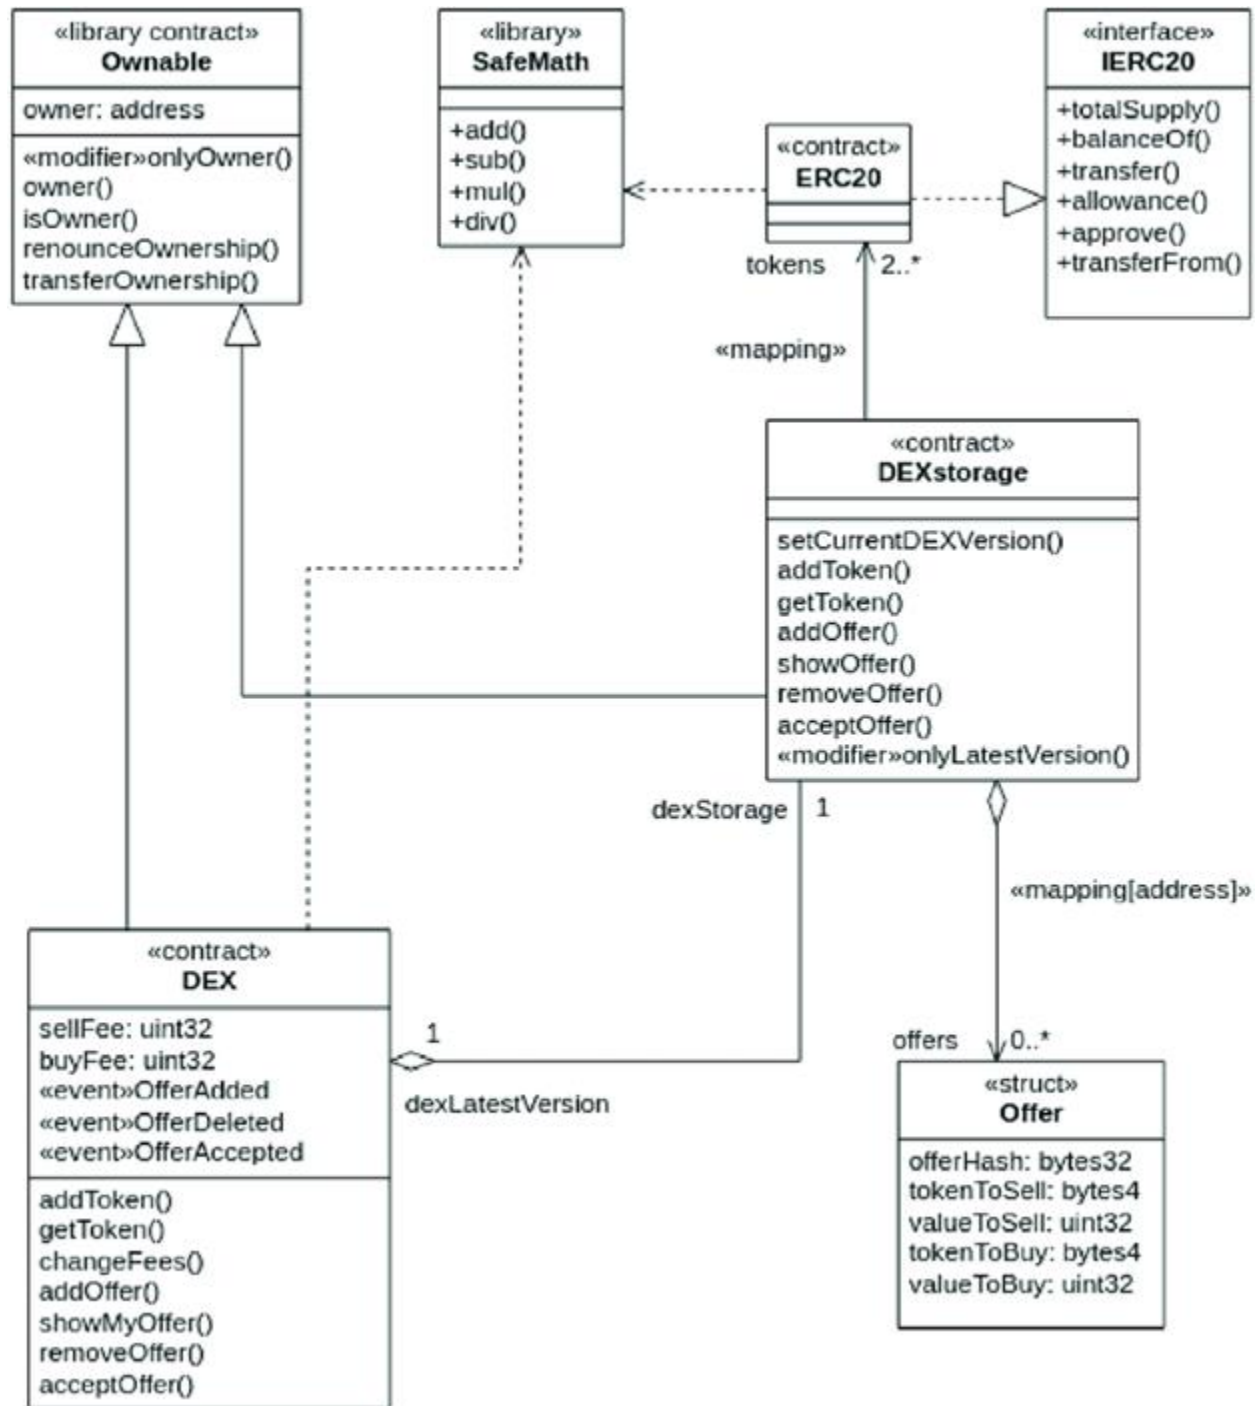 «library contract»
Ownable
owner: address
«modifier»onlyOwner()
owner()
isOwner()
renounceOwnership()
transferOwnership()
«library»
SafeMath
+add()
+sub()
+mul()
+div()
«contract»
ERC20
«interface»
IERC20
+totalSupply()
+balanceOf()
+transfer()
+allowance()
+approve()
+transferFrom()
tokens
2..*
«mapping»
«contract»
DEXstorage
setCurrentDEXVersion()
addToken()
getToken()
addOffer()
showOffer()
removeOffer()
acceptOffer()
«modifier»onlyLatestVersion()
dexStorage
1
«mapping[address]»
«contract»
DEX
sellFee: uint32
buyFee: uint32
«event»OfferAdded
«event»OfferDeleted
«event»OfferAccepted
addToken()
getToken()
changeFees()
addOffer()
showMyOffer()
removeOffer()
acceptOffer()
1
dexLatestVersion
offers
0..*
«struct»
Offer
offerHash: bytes32
tokenToSell: bytes4
valueToSell: uint32
tokenToBuy: bytes4
valueToBuy: uint32